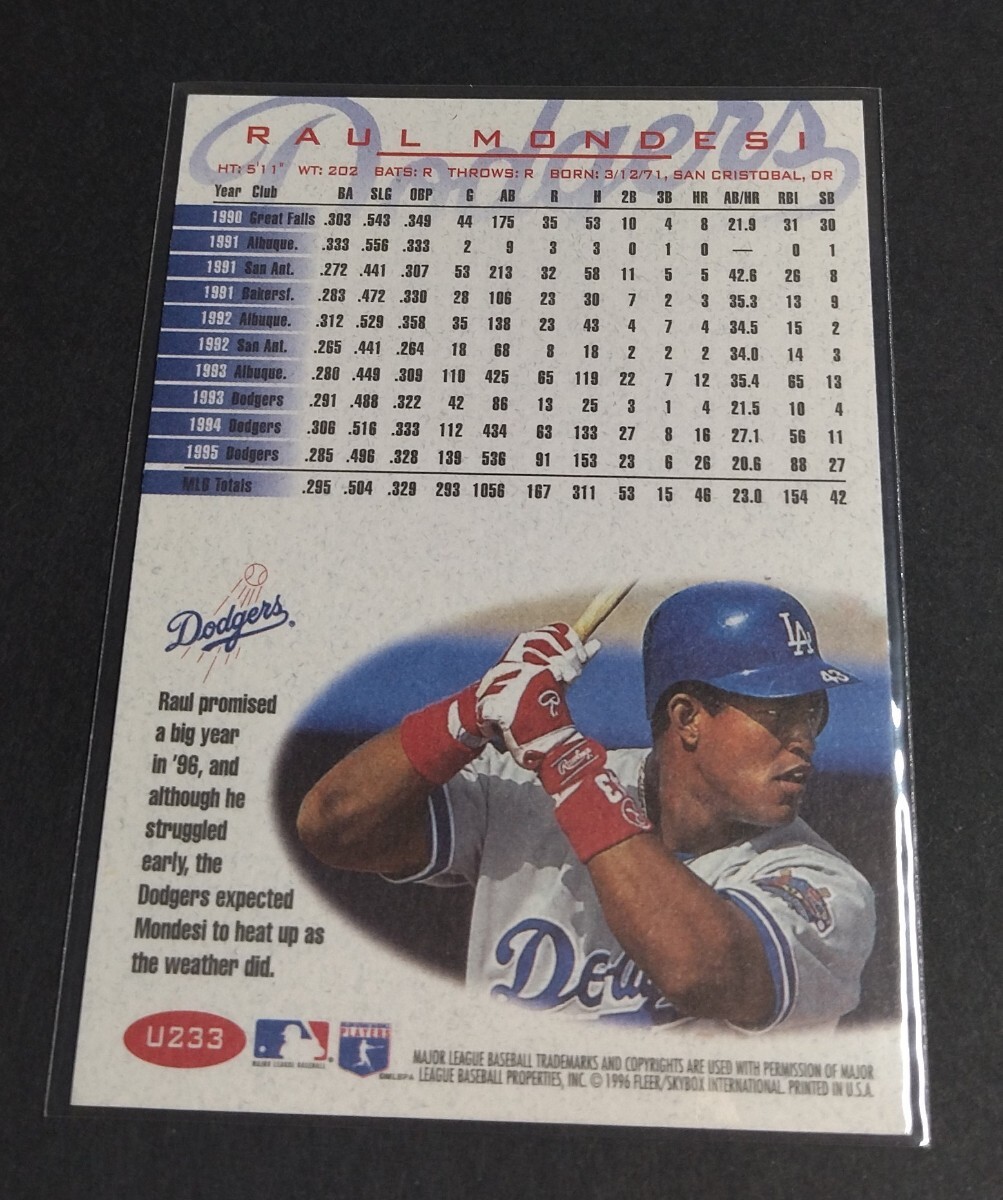 Dodgers
RAUL MONDESI
HT: 5'11" WT: 202 BATS: R THROWS: R BORN: 3/12/71, SAN CRISTOBAL, DR
Year Club BA SLG OBP G AB R H 2B 3B HR AB/HR RBI SB
1990 Great Falls .303 .543 .349 44 175 35 53 10 4 8 21.9 31 30
1991 Albuque. .333 .556 .333 2 9 3 3 0 1 0 — 0 1
1991 San Ant. .272 .441 .307 53 213 32 58 11 5 5 42.6 26 8
1991 Bakersf. .283 .472 .330 28 106 23 30 7 2 3 35.3 13 9
1992 Albuque. .312 .529 .358 35 138 23 43 4 7 4 34.5 15 2
1992 San Ant. .265 .441 .264 18 68 8 18 2 2 2 34.0 14 3
1993 Albuque. .280 .449 .309 110 425 65 119 22 7 12 35.4 65 13
1993 Dodgers .291 .488 .322 42 86 13 25 3 1 4 21.5 10 4
1994 Dodgers .306 .516 .333 112 434 63 133 27 8 16 27.1 56 11
1995 Dodgers .285 .496 .328 139 536 91 153 23 6 26 20.6 88 27
MLB Totals .295 .504 .329 293 1056 167 311 53 15 46 23.0 154 42
Dodgers
LA
43
R
Rawlings
Raul promised
a big year
in '96, and
although he
struggled
early, the
Dodgers expected
Mondesi to heat up as
the weather did.
Dod
U233
MAJOR LEAGUE BASEBALL
PLAYERS
©MLBPA
MAJOR LEAGUE BASEBALL TRADEMARKS AND COPYRIGHTS ARE USED WITH PERMISSION OF MAJOR
LEAGUE BASEBALL PROPERTIES, INC. © 1996 FLEER/SKYBOX INTERNATIONAL. PRINTED IN U.S.A.